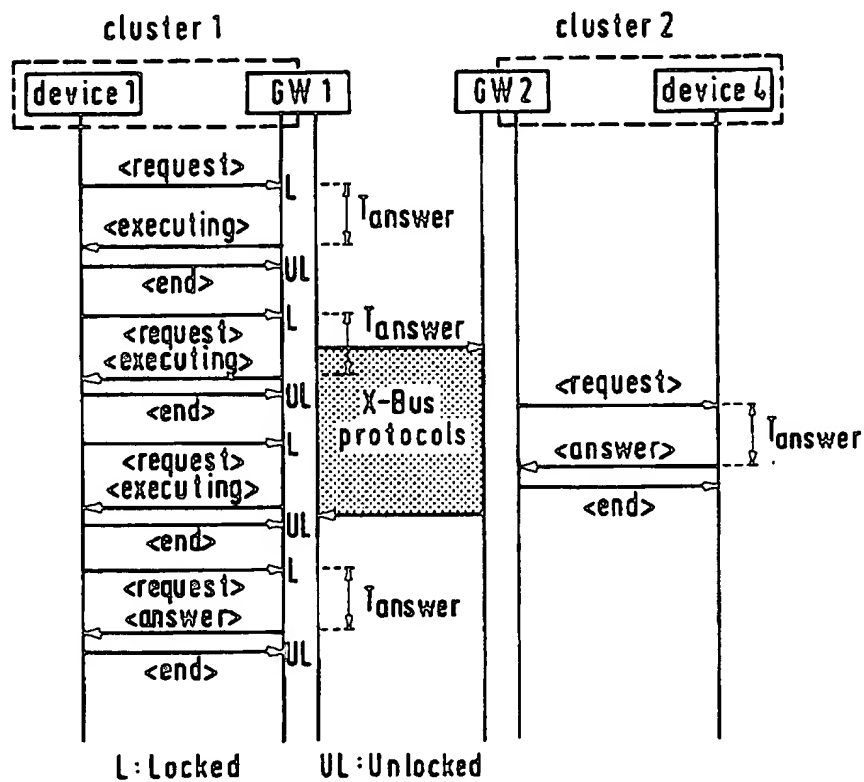 cluster 1
cluster 2
device 1
GW 1
GW 2
device 4
<request>
L
Tanswer
<executing>
UL
<end>
L
Tanswer
<request>
<executing>
UL
<end>
X-Bus
protocols
<request>
L
Tanswer
<request>
<answer>
<executing>
<end>
UL
<end>
L
<request>
Tanswer
<answer>
UL
<end>
L : Locked
UL : Unlocked